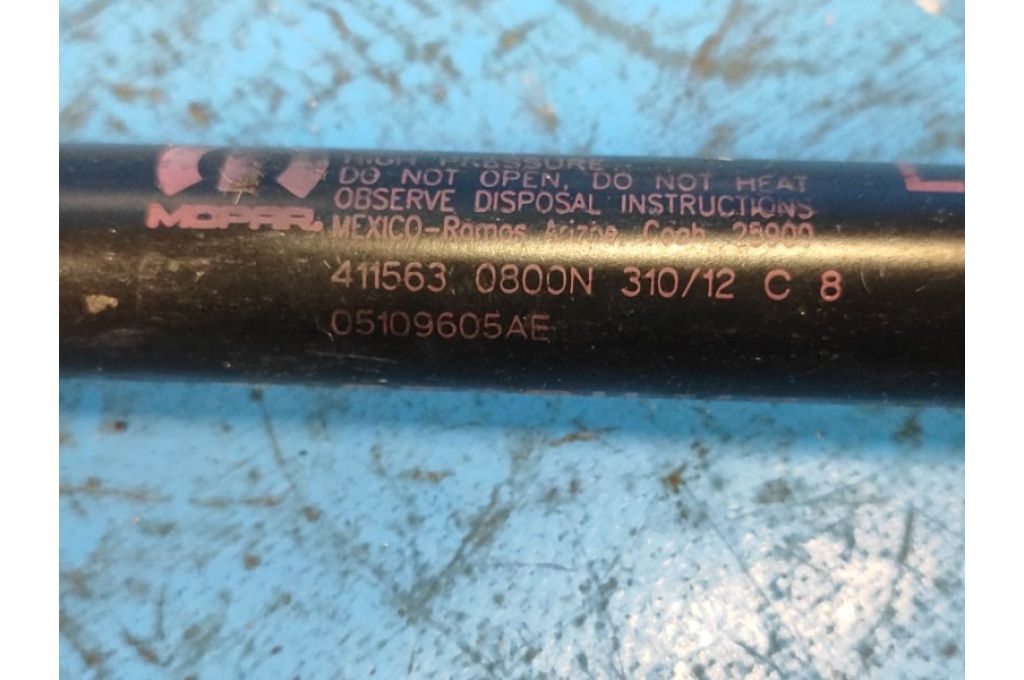 HIGH PRESSURE
DO NOT OPEN, DO NOT HEAT
MOPAR.
OBSERVE DISPOSAL INSTRUCTIONS
MEXICO-Ramos Arizpe, Coah. 25900
411563 0800N 310/12 C 8
05109605AE